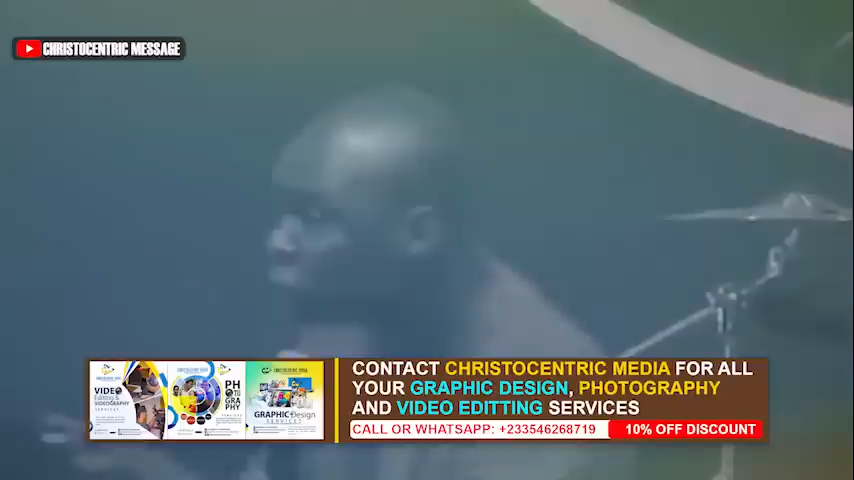 CHRISTOCENTRIC MESSAGE
VIDEO
Editing &
VIDEOGRAPHY
SERVICES
PH
TO
GRA
PHY
GRAPHIC Design
SERVICES
CONTACT CHRISTOCENTRIC MEDIA FOR ALL
YOUR GRAPHIC DESIGN, PHOTOGRAPHY
AND VIDEO EDITTING SERVICES
CALL OR WHATSAPP: +233546268719
10% OFF DISCOUNT